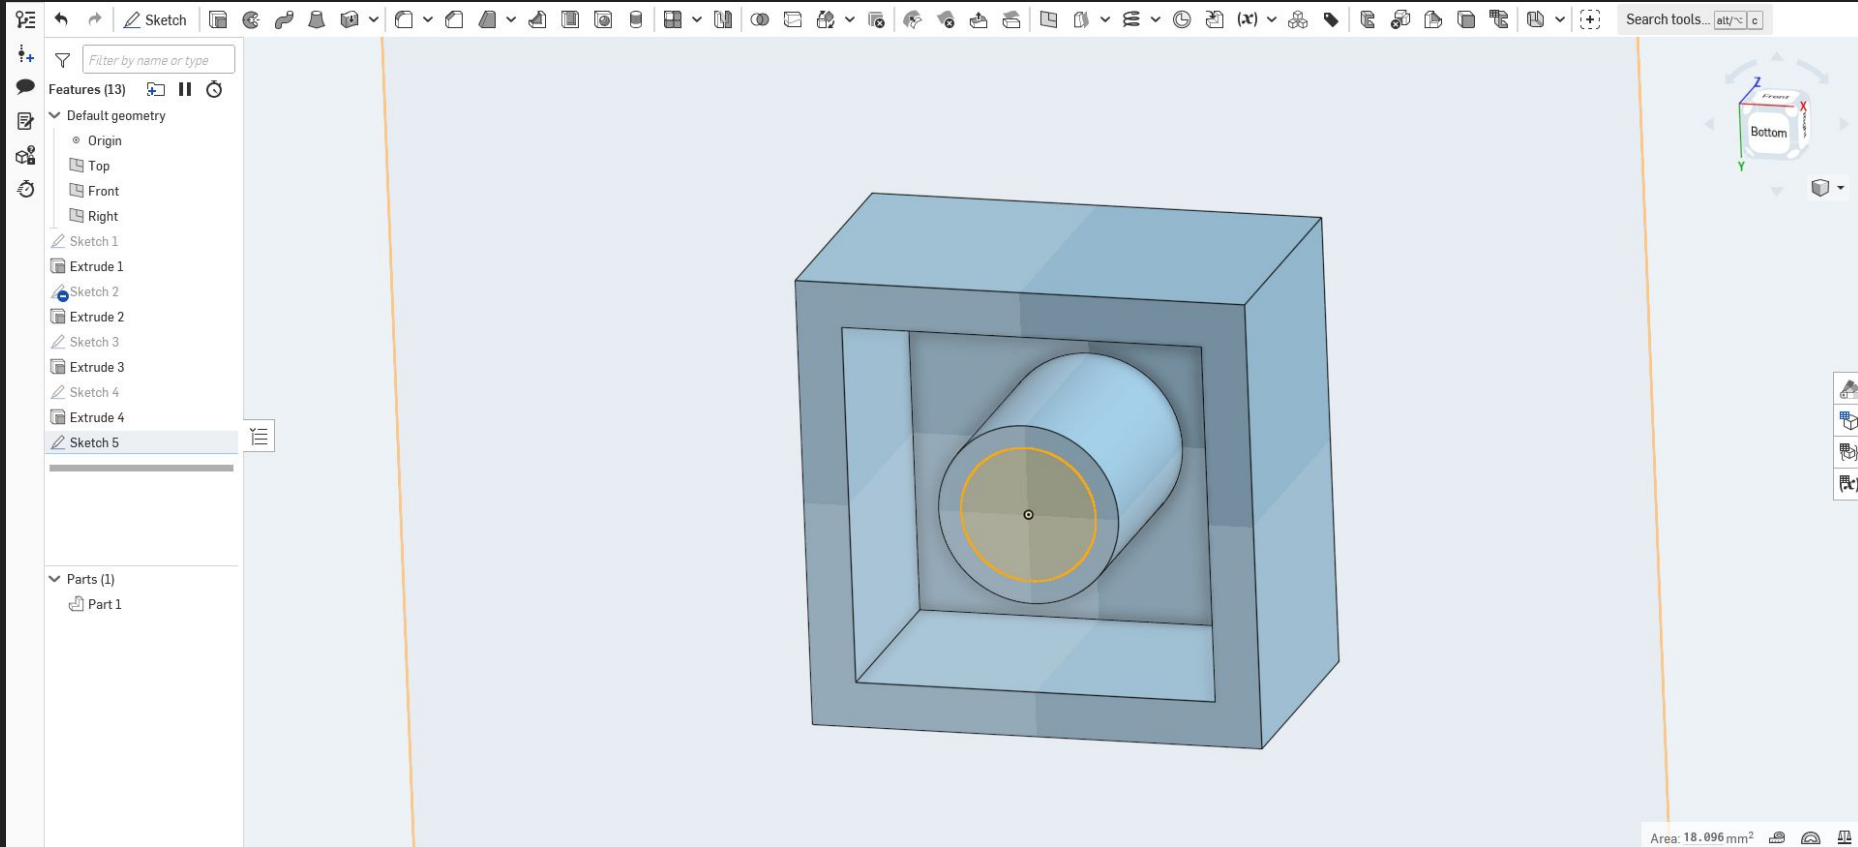 Sketch
Search tools... alt/⌥ c
Filter by name or type
Features (13)
Default geometry
Origin
Top
Front
Right
Sketch 1
Extrude 1
Sketch 2
Extrude 2
Sketch 3
Extrude 3
Sketch 4
Extrude 4
Sketch 5
Parts (1)
Part 1
Z
Front
X
Bottom
Y
Area: 18.096 mm²